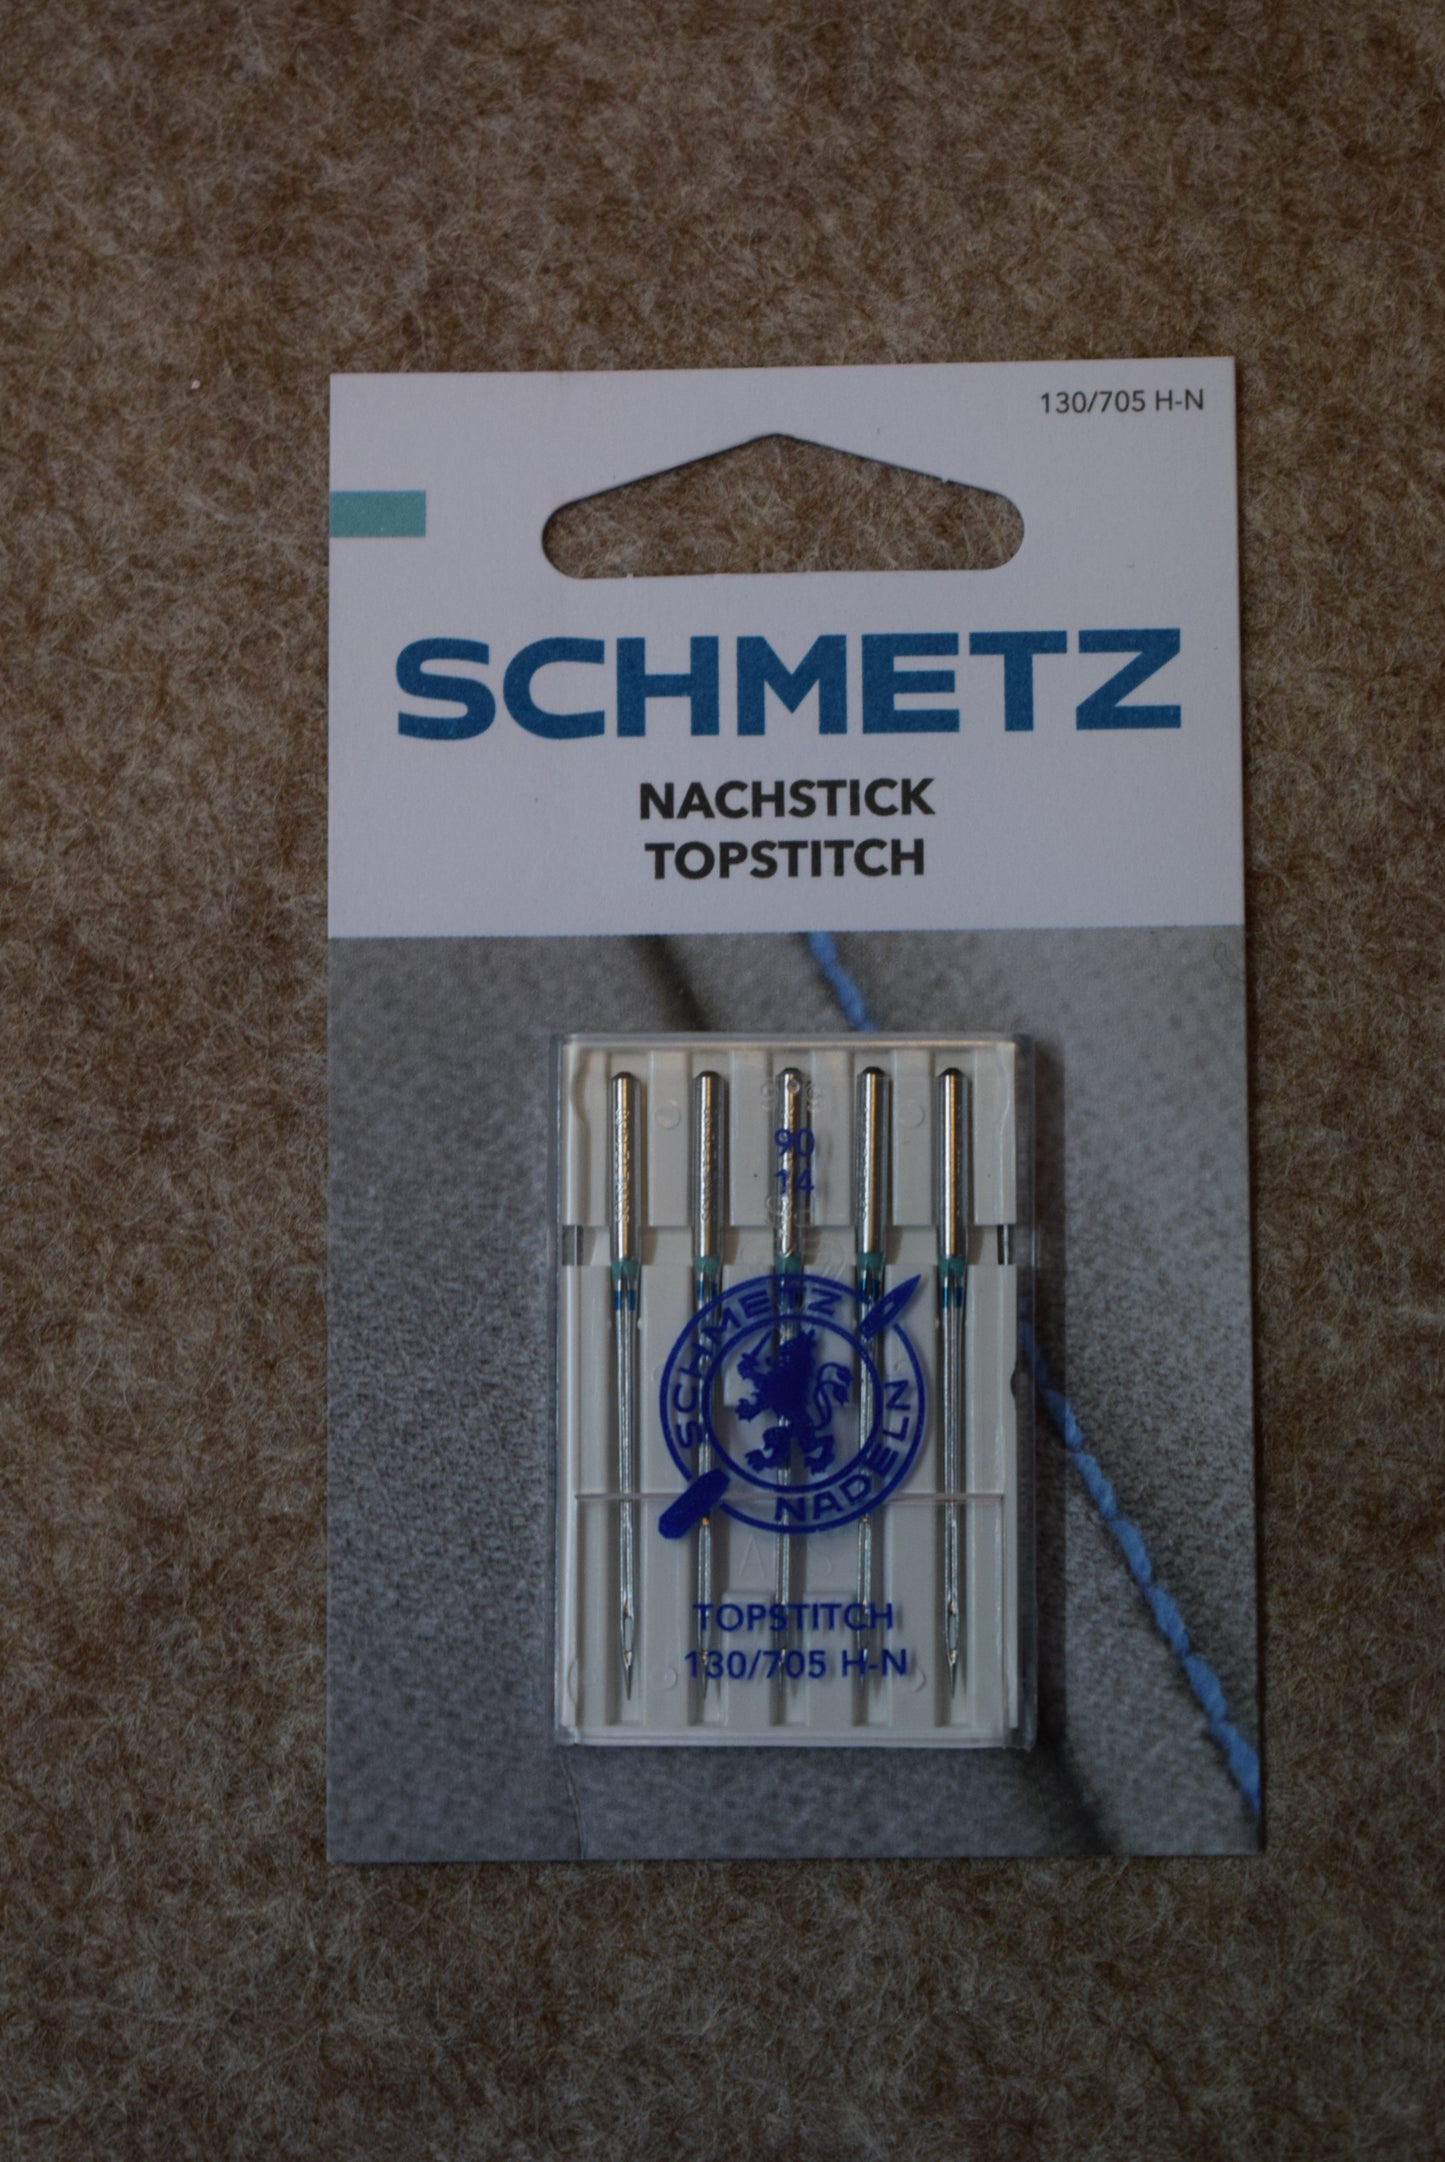 130/705 H-N
SCHMETZ
NACHSTICK
TOPSTITCH
90
14
SCHMETZ
NADELN
TOPSTITCH
130/705 H-N